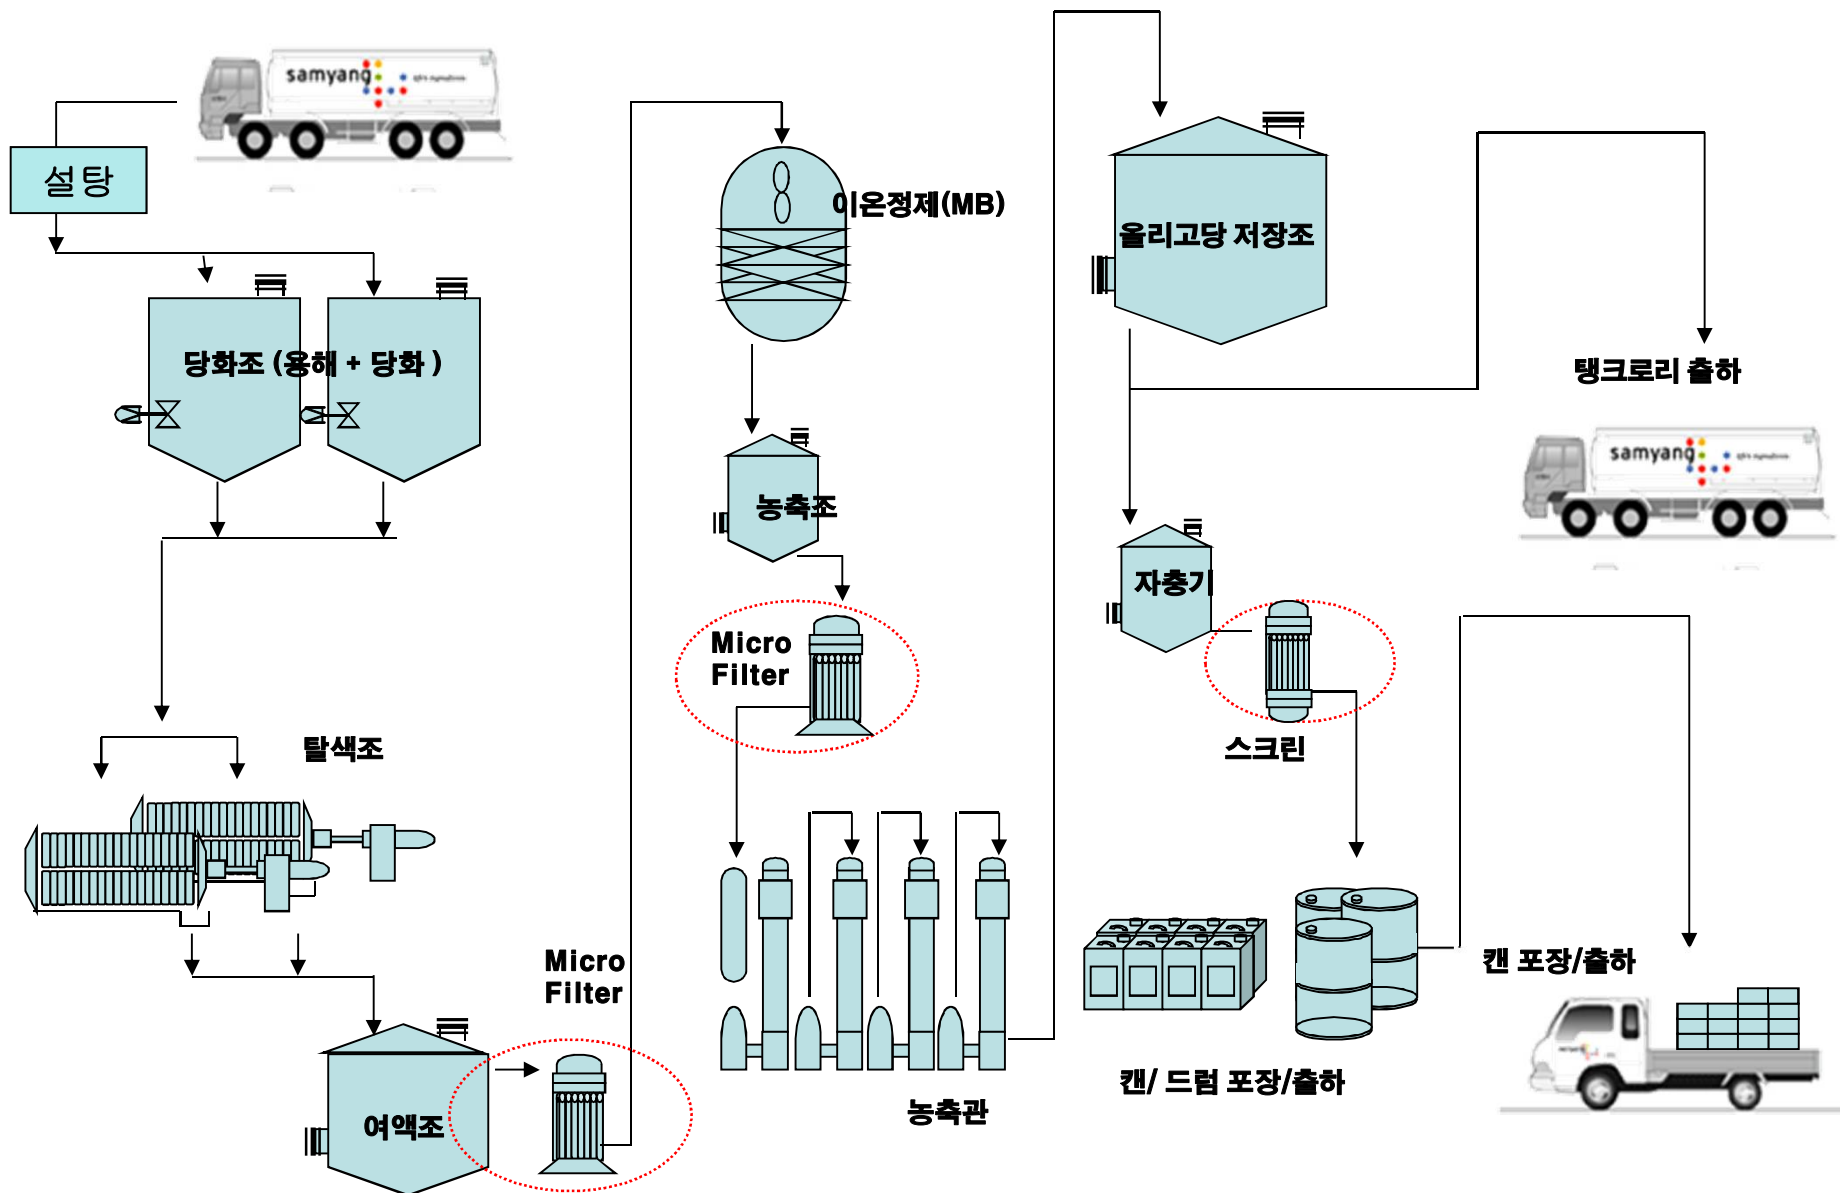 samyang
설탕
당화조 (용해 + 당화 )
탈색조
Micro
Filter
여액조
이온정제(MB)
농축조
Micro
Filter
농축관
올리고당 저장조
탱크로리 출하
samyang
자충기
스크린
캔/ 드럼 포장/출하
캔 포장/출하